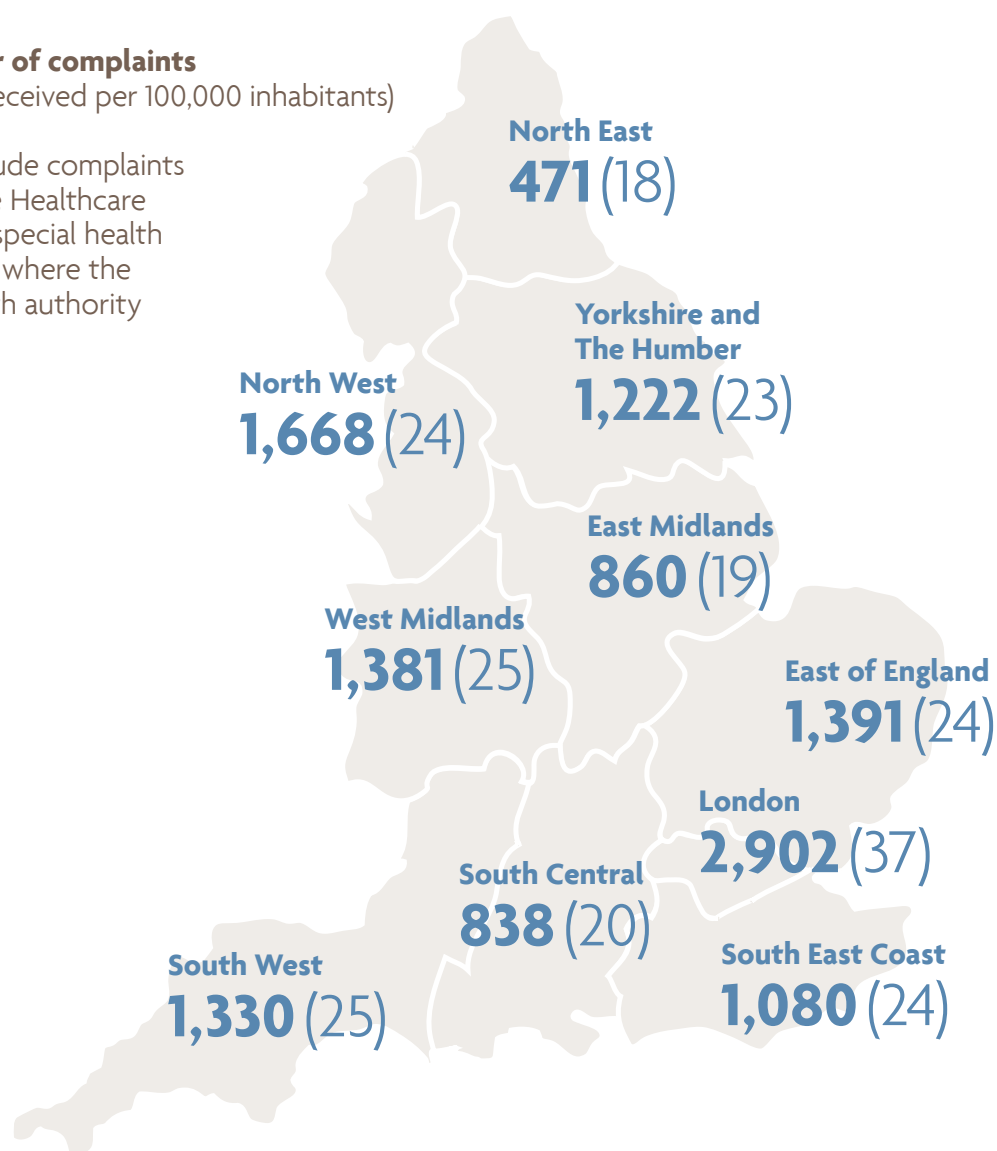 of complaints
per 100,000 inhabitants)
complaints
Healthcare
special health
where the
authority
North East
471 (18)
Yorkshire and
The Humber
1,222 (23)
North West
1,668 (24)
East Midlands
860 (19)
West Midlands
1,381 (25)
East of England
1,391 (24)
London
2,902 (37)
South Central
838 (20)
South East Coast
1,080 (24)
South West
1,330 (25)